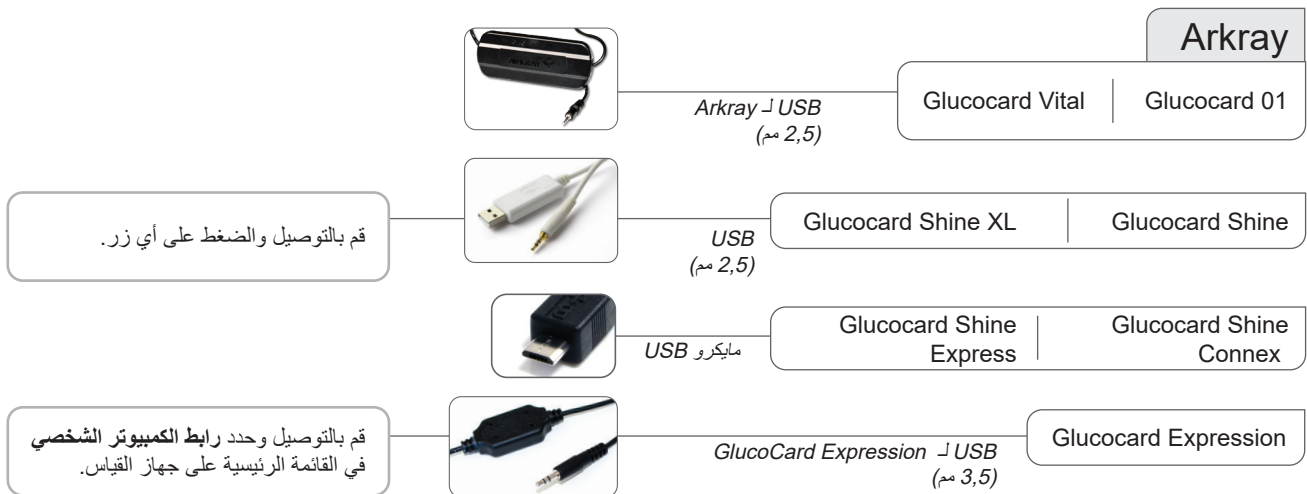 Arkray
Glucocard 01
Glucocard Vital
USB لـ Arkray
(2,5 مم)
Glucocard Shine
Glucocard Shine XL
USB
(2,5 مم)
قم بالتوصيل والضغط على أي زر.
Glucocard Shine
Connex
Glucocard Shine
Express
مايكرو USB
Glucocard Expression
USB لـ GlucoCard Expression
(3,5 مم)
قم بالتوصيل وحدد رابط الكمبيوتر الشخصي
في القائمة الرئيسية على جهاز القياس.